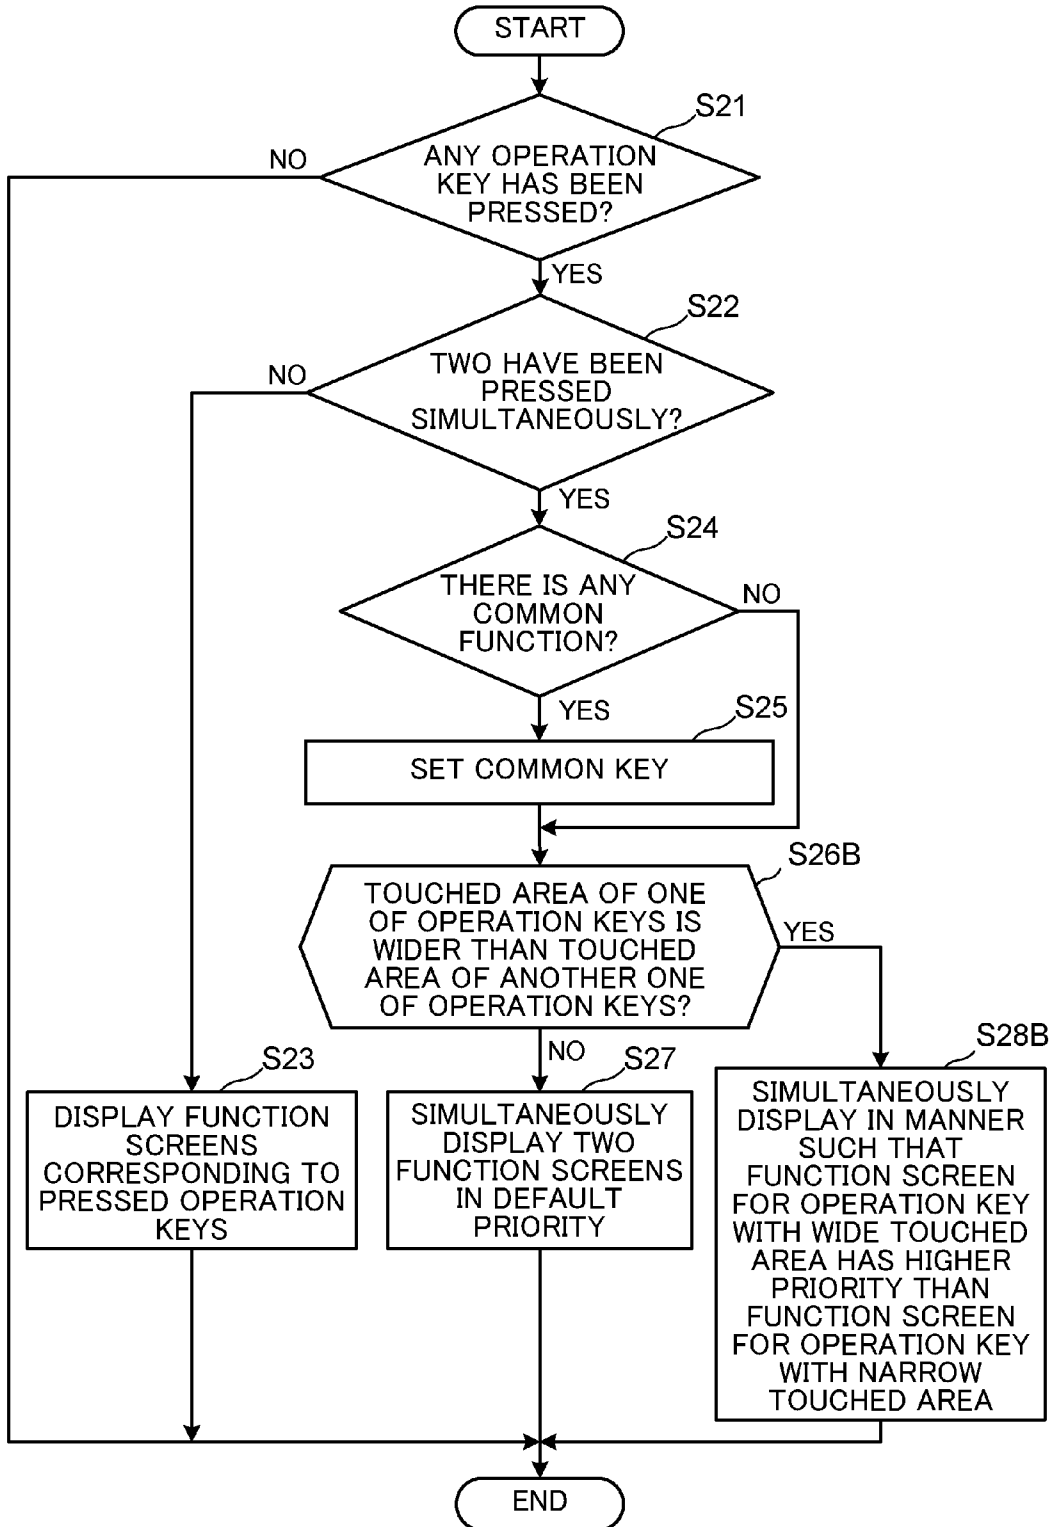 START
S21
ANY OPERATION
KEY HAS BEEN
PRESSED?
NO
YES
S22
TWO HAVE BEEN
PRESSED
SIMULTANEOUSLY?
NO
YES
S24
THERE IS ANY
COMMON
FUNCTION?
NO
YES
S25
SET COMMON KEY
S26B
TOUCHED AREA OF ONE
OF OPERATION KEYS IS
WIDER THAN TOUCHED
AREA OF ANOTHER ONE
OF OPERATION KEYS?
YES
NO
S23
DISPLAY FUNCTION
SCREENS
CORRESPONDING TO
PRESSED OPERATION
KEYS
S27
SIMULTANEOUSLY
DISPLAY TWO
FUNCTION SCREENS
IN DEFAULT
PRIORITY
S28B
SIMULTANEOUSLY
DISPLAY IN MANNER
SUCH THAT
FUNCTION SCREEN
FOR OPERATION KEY
WITH WIDE TOUCHED
AREA HAS HIGHER
PRIORITY THAN
FUNCTION SCREEN
FOR OPERATION KEY
WITH NARROW
TOUCHED AREA
END